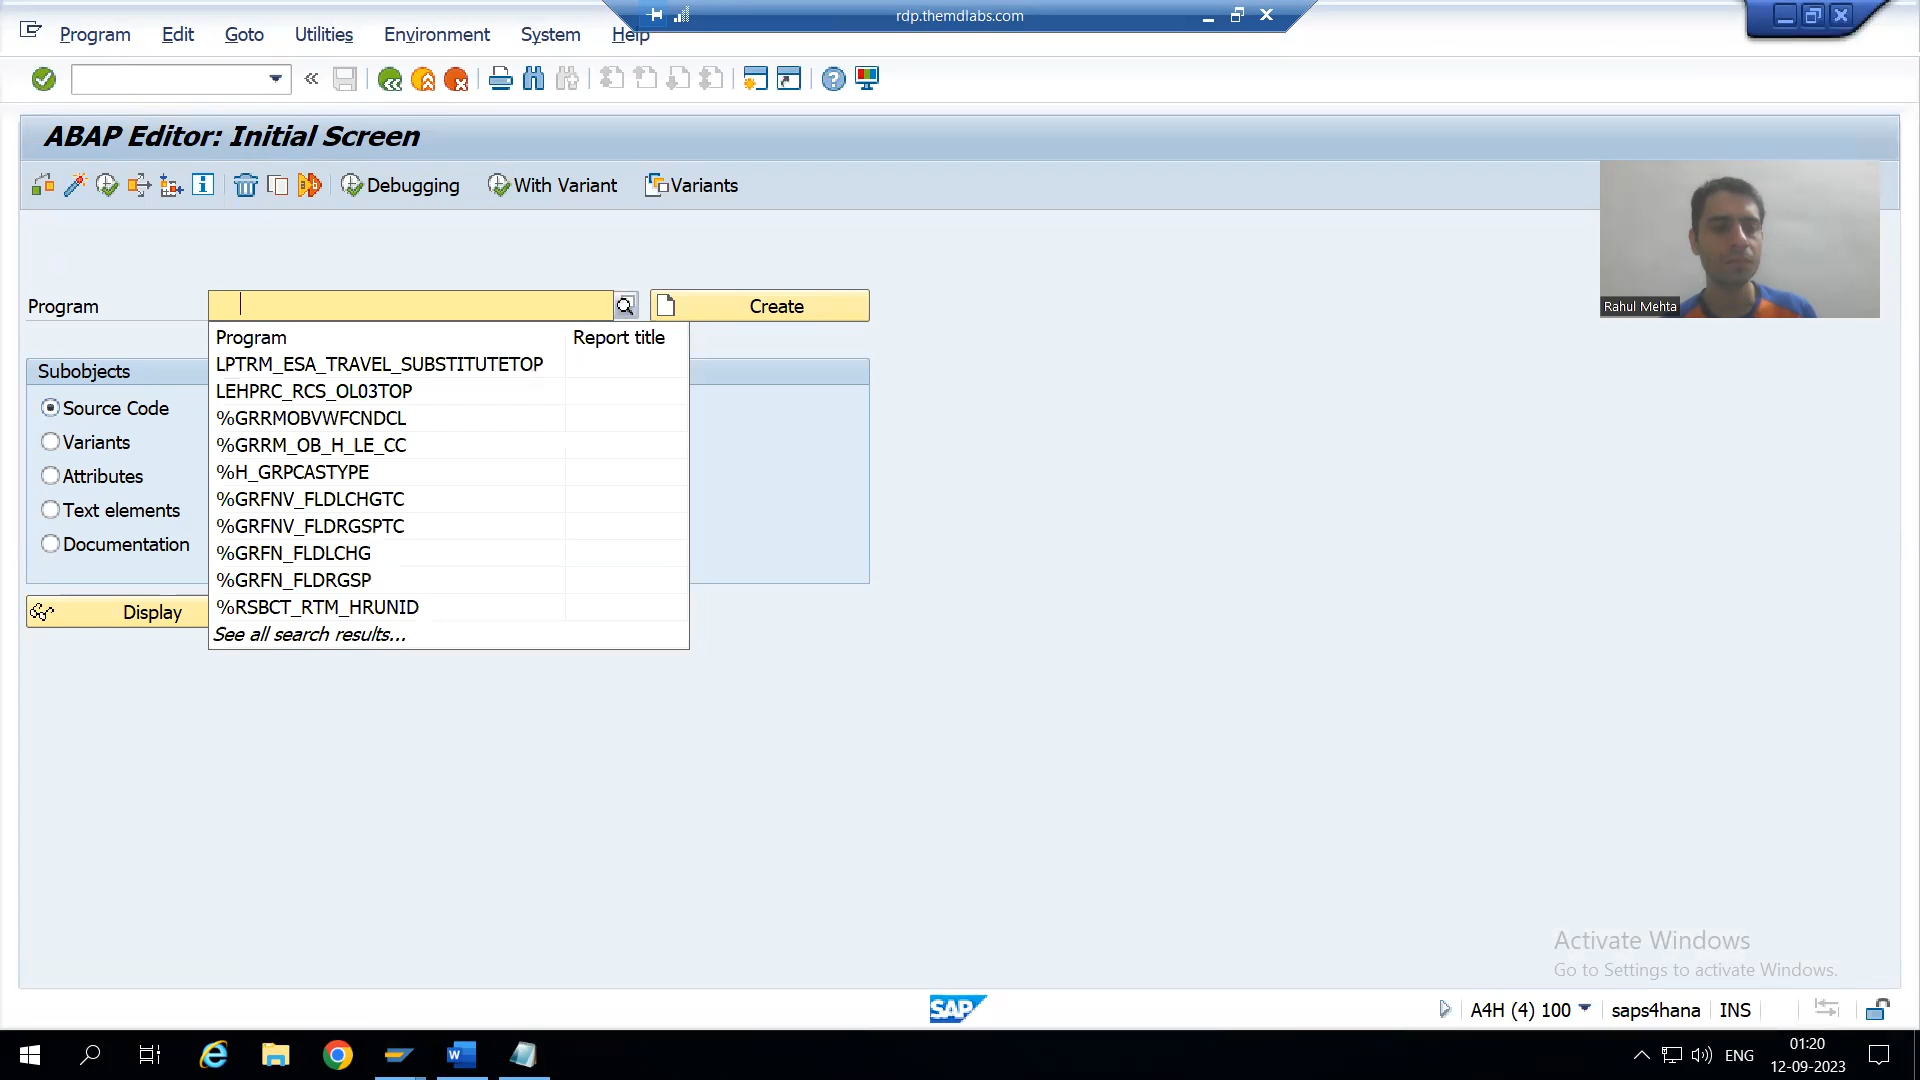 rdp.themdlabs.com
Program Edit Goto Utilities Environment System Help
ABAP Editor: Initial Screen
Debugging With Variant Variants
Rahul Mehta
Program Create
Program Report title
LPTRM_ESA_TRAVEL_SUBSTITUTETOP
LEHPRC_RCS_OL03TOP
%GRRMOBVWFCNDCL
%GRRM_OB_H_LE_CC
%H_GRPCASTYPE
%GRFNV_FLDLCHGTC
%GRFNV_FLDRGSPTC
%GRFN_FLDLCHG
%GRFN_FLDRGSP
%RSBCT_RTM_HRUNID
See all search results...
Subobjects
Source Code
Variants
Attributes
Text elements
Documentation
Display
Activate Windows
Go to Settings to activate Windows.
SAP
A4H (4) 100 saps4hana INS
ENG
01:20
12-09-2023